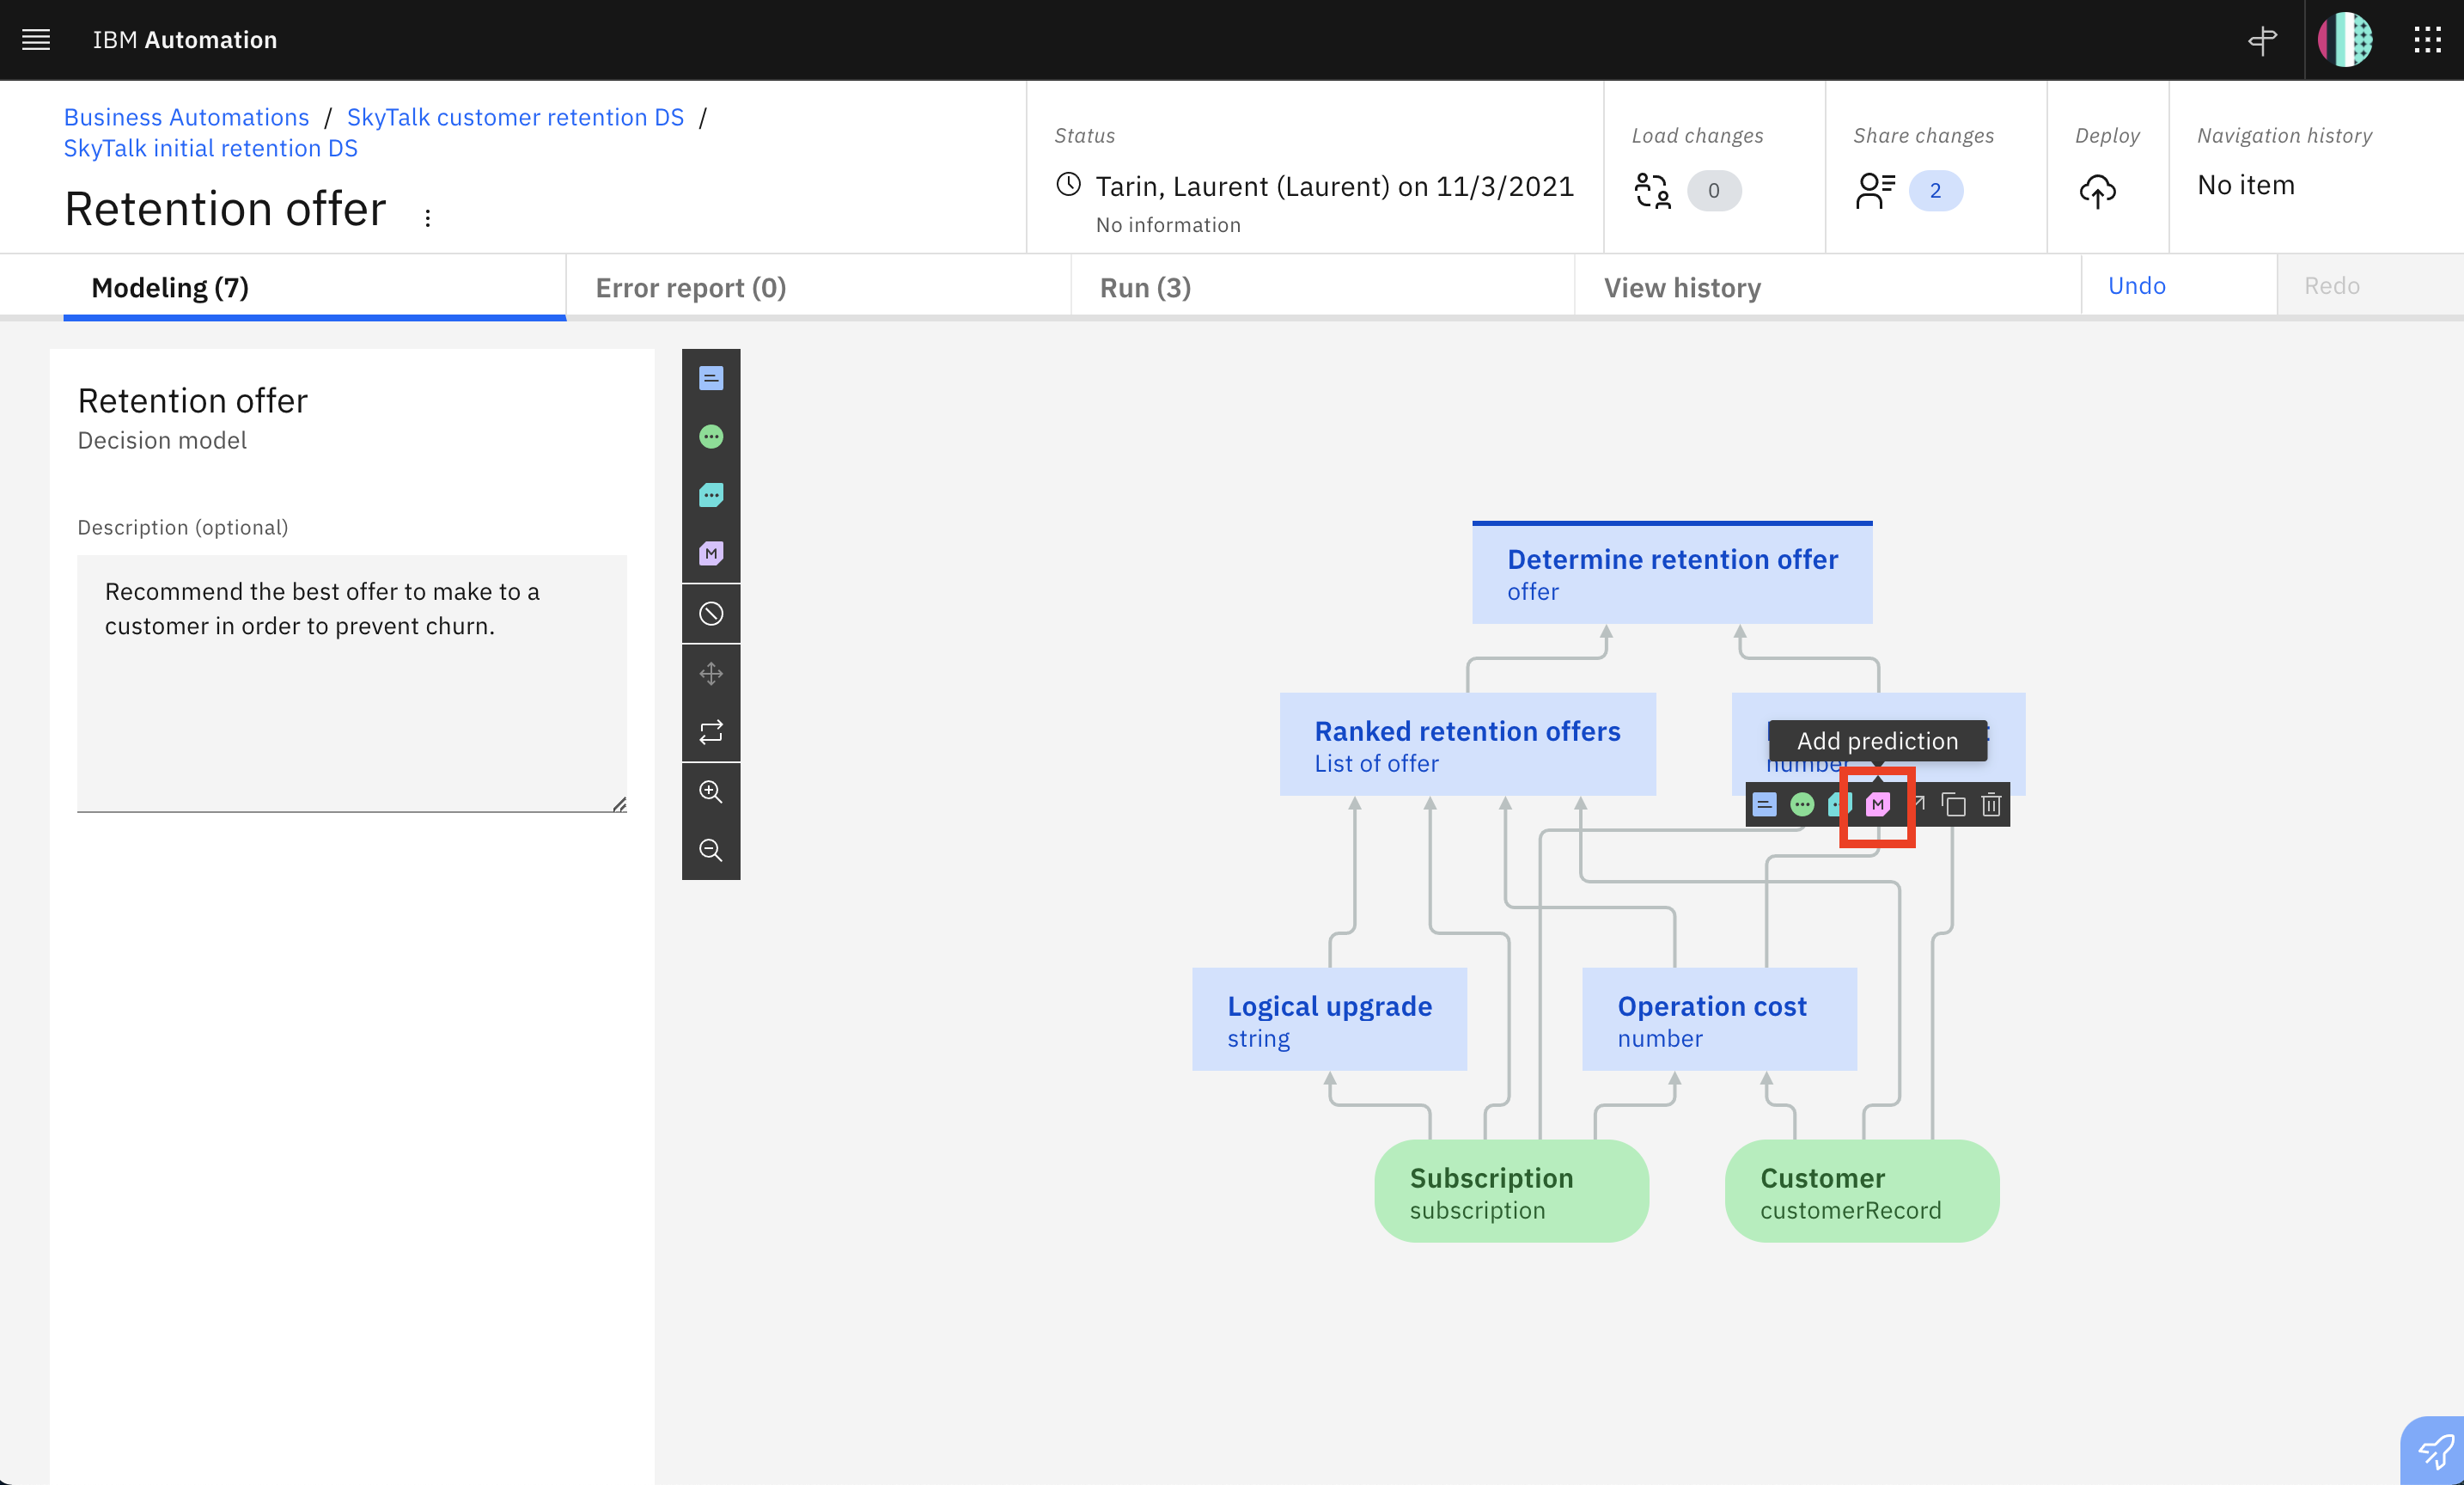 IBM Automation
Business Automations / SkyTalk customer retention DS /
SkyTalk initial retention DS
Retention offer
Status
Tarin, Laurent (Laurent) on 11/3/2021
No information
Load changes
0
Share changes
2
Deploy
Navigation history
No item
Modeling (7)
Error report (0)
Run (3)
View history
Undo
Redo
Retention offer
Decision model
Description (optional)
Recommend the best offer to make to a
customer in order to prevent churn.
M
Determine retention offer
offer
Ranked retention offers
List of offer
Add prediction
number
M
Logical upgrade
string
Operation cost
number
Subscription
subscription
Customer
customerRecord